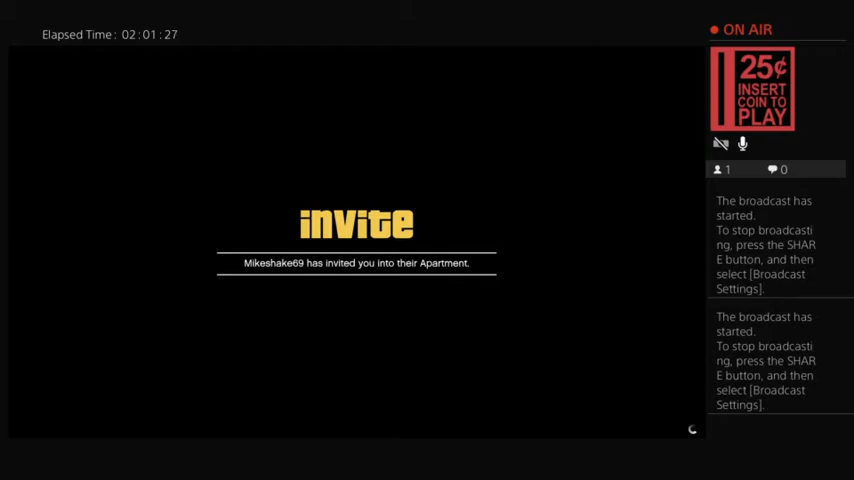 Elapsed Time: 02:01:27
ON AIR
25¢
INSERT
COIN TO
PLAY
1
0
The broadcast has
started.
To stop broadcasti
ng, press the SHAR
E button, and then
select [Broadcast
Settings].
The broadcast has
started.
To stop broadcasti
ng, press the SHAR
E button, and then
select [Broadcast
Settings].
invite
Mikeshake69 has invited you into their Apartment.